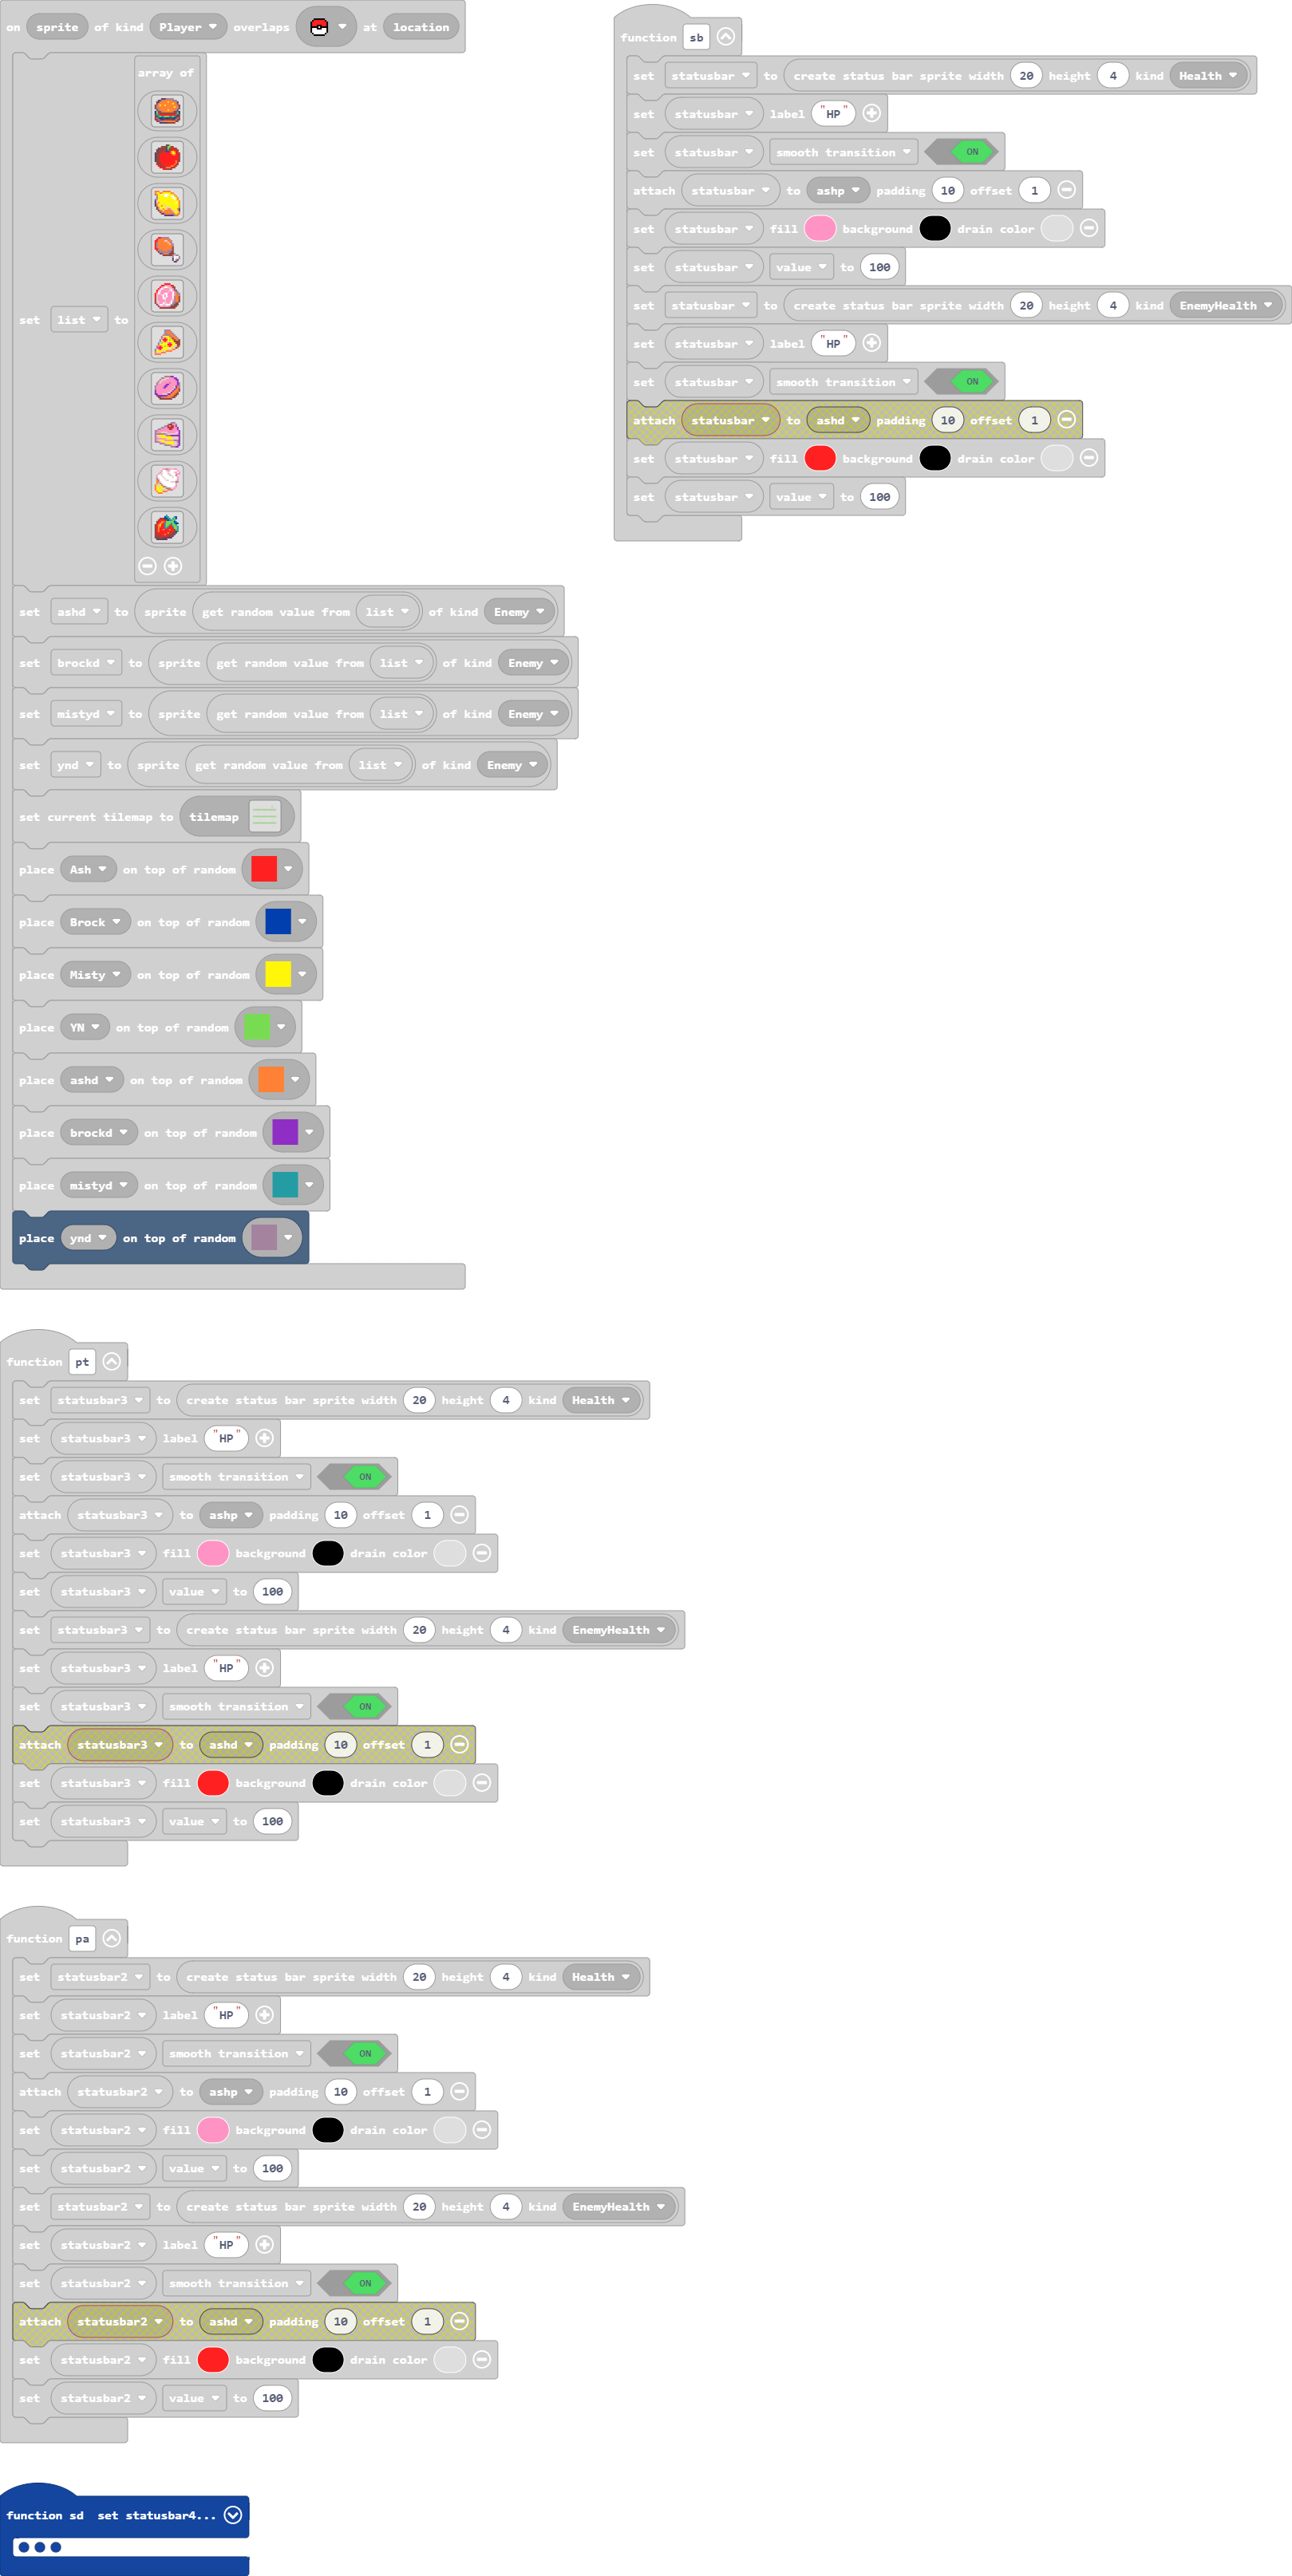 on sprite of kind Player overlaps at location
array of
set list to
set ashd to sprite get random value from list of kind Enemy
set brockd to sprite get random value from list of kind Enemy
set mistyd to sprite get random value from list of kind Enemy
set ynd to sprite get random value from list of kind Enemy
set current tilemap to tilemap
place Ash on top of random
place Brock on top of random
place Misty on top of random
place YN on top of random
place ashd on top of random
place brockd on top of random
place mistyd on top of random
place ynd on top of random
function sb
set statusbar to create status bar sprite width 20 height 4 kind Health
set statusbar label "HP"
set statusbar smooth transition ON
attach statusbar to ashp padding 10 offset 1
set statusbar fill background drain color
set statusbar value to 100
set statusbar to create status bar sprite width 20 height 4 kind EnemyHealth
set statusbar label "HP"
set statusbar smooth transition ON
attach statusbar to ashd padding 10 offset 1
set statusbar fill background drain color
set statusbar value to 100
function pt
set statusbar3 to create status bar sprite width 20 height 4 kind Health
set statusbar3 label "HP"
set statusbar3 smooth transition ON
attach statusbar3 to ashp padding 10 offset 1
set statusbar3 fill background drain color
set statusbar3 value to 100
set statusbar3 to create status bar sprite width 20 height 4 kind EnemyHealth
set statusbar3 label "HP"
set statusbar3 smooth transition ON
attach statusbar3 to ashd padding 10 offset 1
set statusbar3 fill background drain color
set statusbar3 value to 100
function pa
set statusbar2 to create status bar sprite width 20 height 4 kind Health
set statusbar2 label "HP"
set statusbar2 smooth transition ON
attach statusbar2 to ashp padding 10 offset 1
set statusbar2 fill background drain color
set statusbar2 value to 100
set statusbar2 to create status bar sprite width 20 height 4 kind EnemyHealth
set statusbar2 label "HP"
set statusbar2 smooth transition ON
attach statusbar2 to ashd padding 10 offset 1
set statusbar2 fill background drain color
set statusbar2 value to 100
function sd set statusbar4...